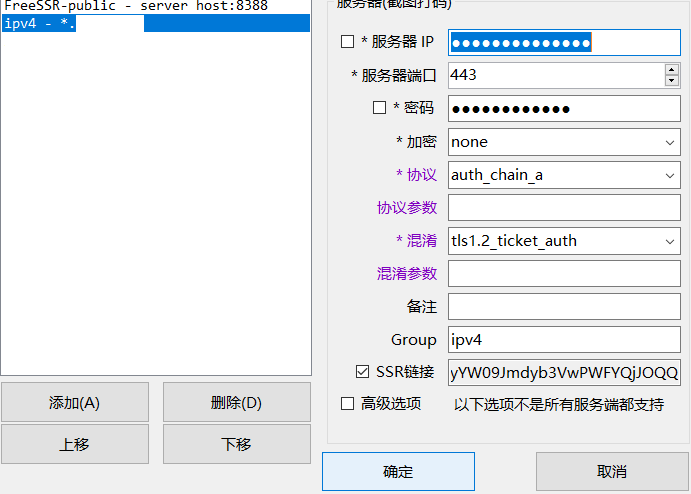 FreeSSR-public - server host:8388
ipv4 - *.
服务器(截图打码)
* 服务器 IP ●●●●●●●●●●●●●●
* 服务器端口 443
* 密码 ●●●●●●●●●●●●
* 加密 none
* 协议 auth_chain_a
协议参数
* 混淆 tls1.2_ticket_auth
混淆参数
备注
Group ipv4
SSR链接 yYW09Jmdyb3VwPWFYQjJOQQ
高级选项 以下选项不是所有服务端都支持
添加(A) 删除(D)
上移 下移
确定 取消